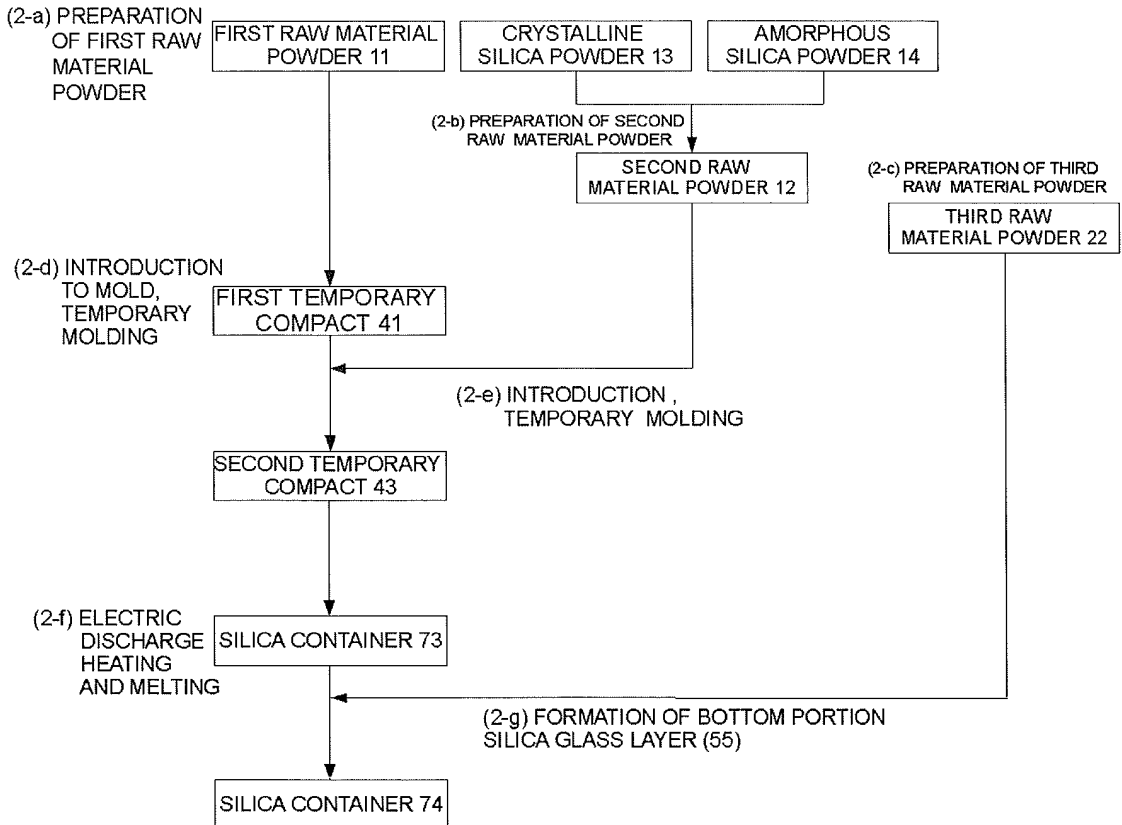 (2-a) PREPARATION
OF FIRST RAW
MATERIAL
POWDER
FIRST RAW MATERIAL
POWDER 11
CRYSTALLINE
SILICA POWDER 13
AMORPHOUS
SILICA POWDER 14
(2-b) PREPARATION OF SECOND
RAW MATERIAL POWDER
SECOND RAW
MATERIAL POWDER 12
(2-c) PREPARATION OF THIRD
RAW MATERIAL POWDER
THIRD RAW
MATERIAL POWDER 22
(2-d) INTRODUCTION
TO MOLD,
TEMPORARY
MOLDING
FIRST TEMPORARY
COMPACT 41
(2-e) INTRODUCTION ,
TEMPORARY MOLDING
SECOND TEMPORARY
COMPACT 43
(2-f) ELECTRIC
DISCHARGE
HEATING
AND MELTING
SILICA CONTAINER 73
(2-g) FORMATION OF BOTTOM PORTION
SILICA GLASS LAYER (55)
SILICA CONTAINER 74